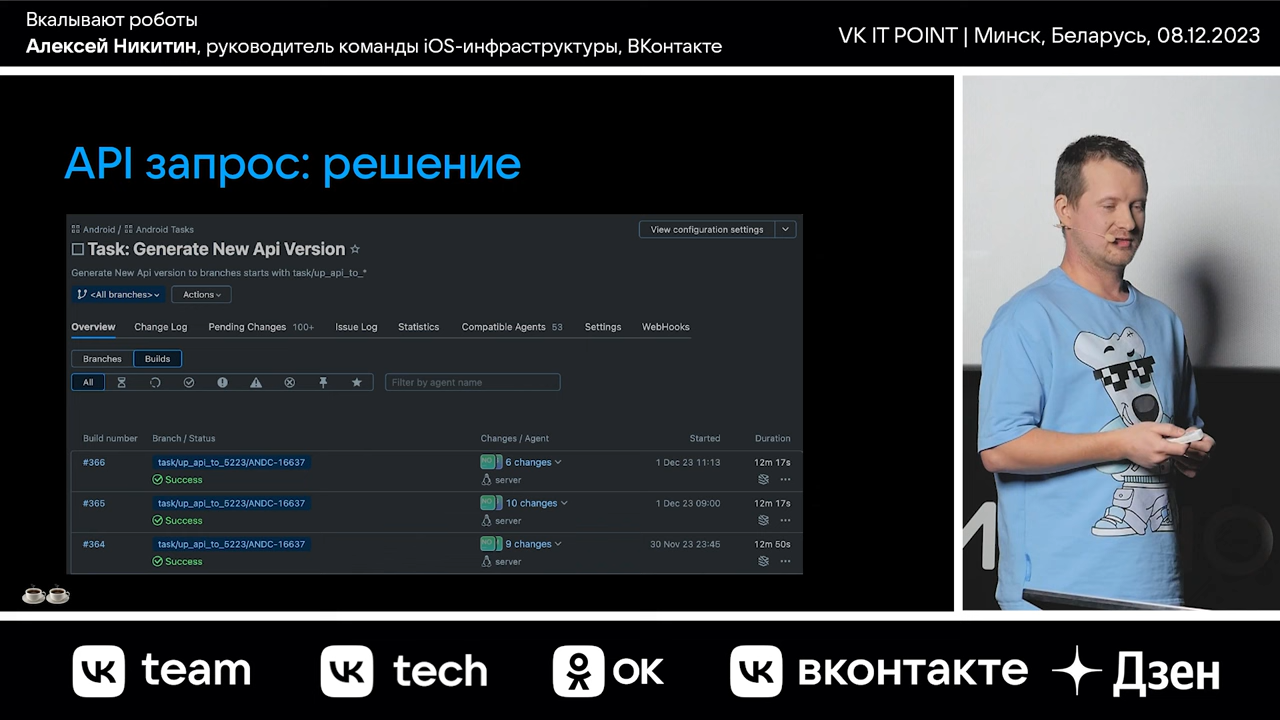 Вкалывают роботы
Алексей Никитин, руководитель команды iOS-инфраструктуры, ВКонтакте
VK IT POINT | Минск, Беларусь, 08.12.2023
API запрос: решение
Android / Android Tasks
View configuration settings
Task: Generate New Api Version
Generate New Api version to branches starts with task/up_api_to_*
<All branches> Actions
Overview Change Log Pending Changes 100+ Issue Log Statistics Compatible Agents 53 Settings WebHooks
Branches Builds
All Filter by agent name
Build number Branch / Status Changes / Agent Started Duration
#366 task/up_api_to_5223/ANDC-16637 6 changes 1 Dec 23 11:13 12m 17s
Success server
#365 task/up_api_to_5223/ANDC-16637 10 changes 1 Dec 23 09:00 12m 17s
Success server
#364 task/up_api_to_5223/ANDC-16637 9 changes 30 Nov 23 23:45 12m 50s
Success server
VK team VK tech ОК VK вконтакте Дзен